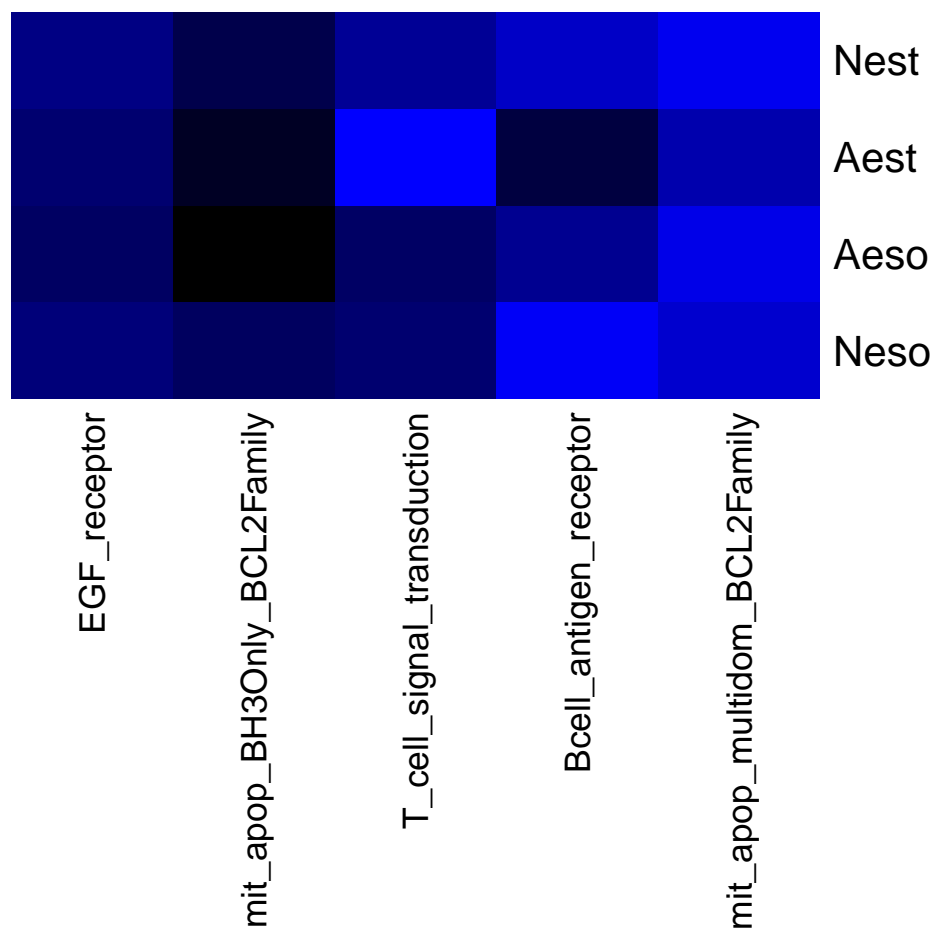 Nest
Aest
Aeso
Neso
EGF_receptor
mit_apop_BH3Only_BCL2Family
T_cell_signal_transduction
Bcell_antigen_receptor
mit_apop_multidom_BCL2Family